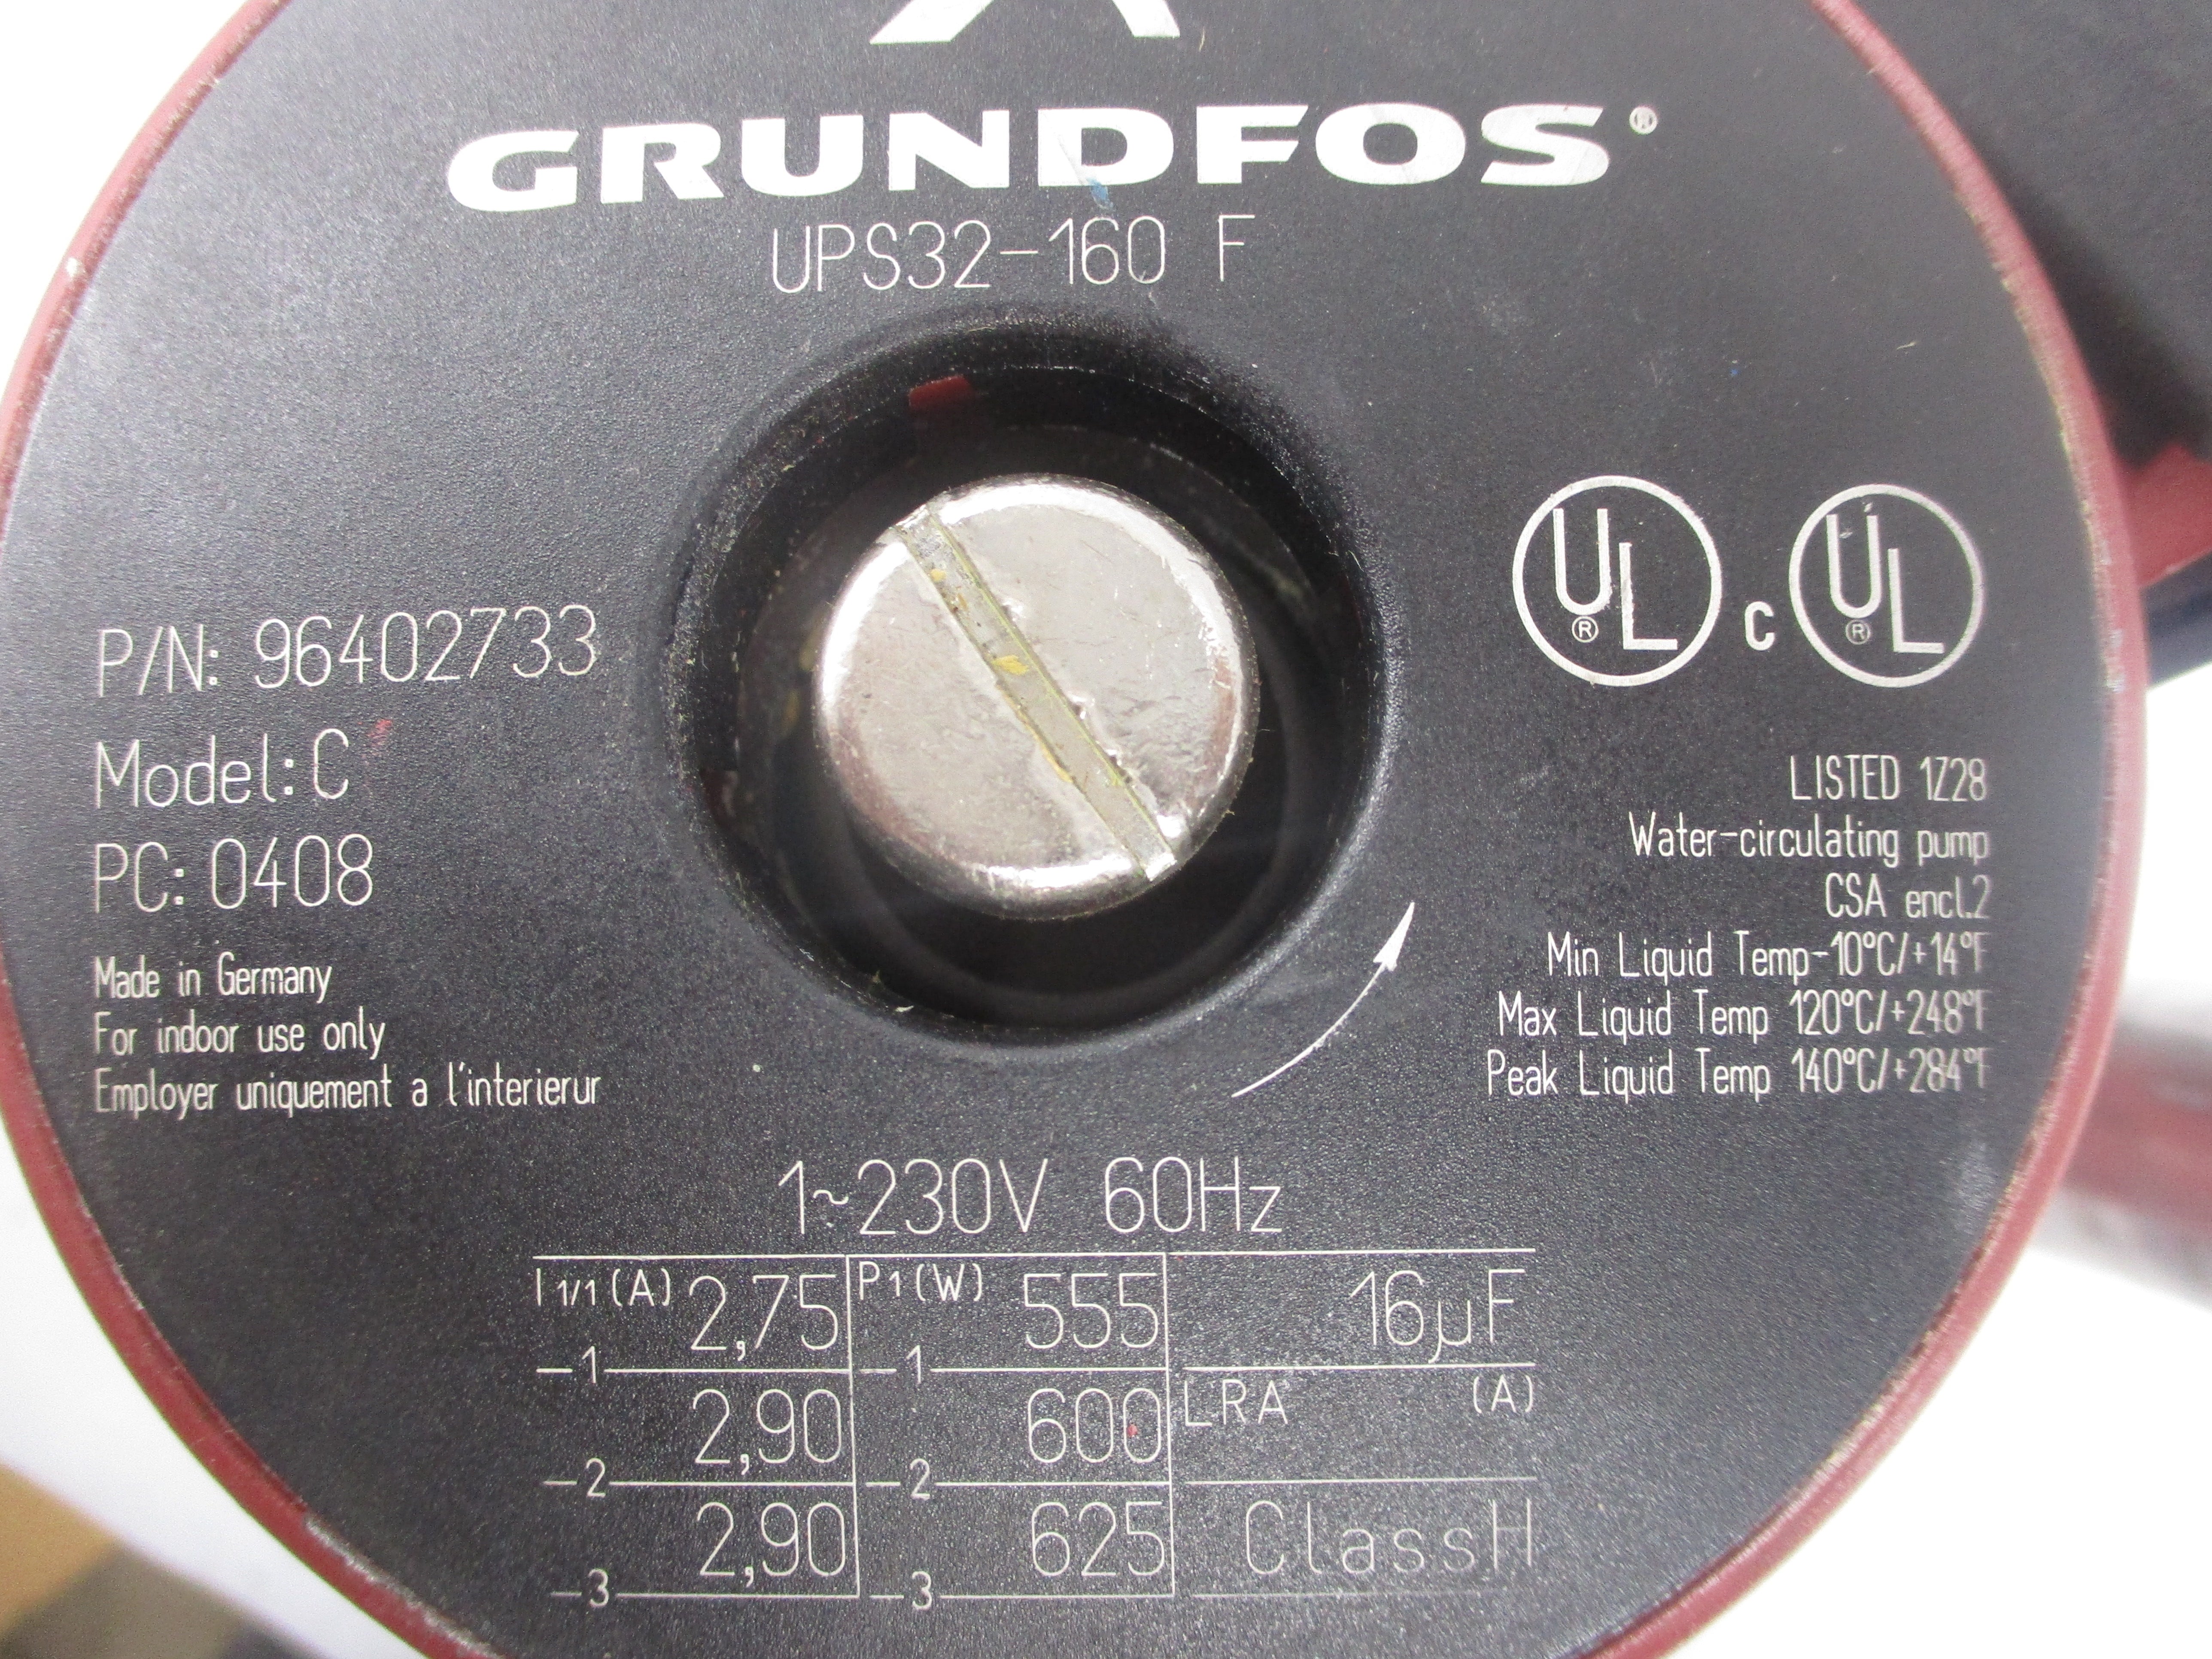 GRUNDFOS®
UPS32-160 F
P/N: 96402733
Model: C
PC: 0408
Made in Germany
For indoor use only
Employer uniquement a l'interierur
UL® c UL®
LISTED 1Z28
Water-circulating pump
CSA encl.2
Min Liquid Temp-10°C/+14°F
Max Liquid Temp 120°C/+248°F
Peak Liquid Temp 140°C/+284°F
1~230V 60Hz
I 1/1 (A) 2,75 P1(W) 555 16µF
-1 -1
2,90 600 LRA (A)
-2 -2
2,90 625 ClassH
-3 -3